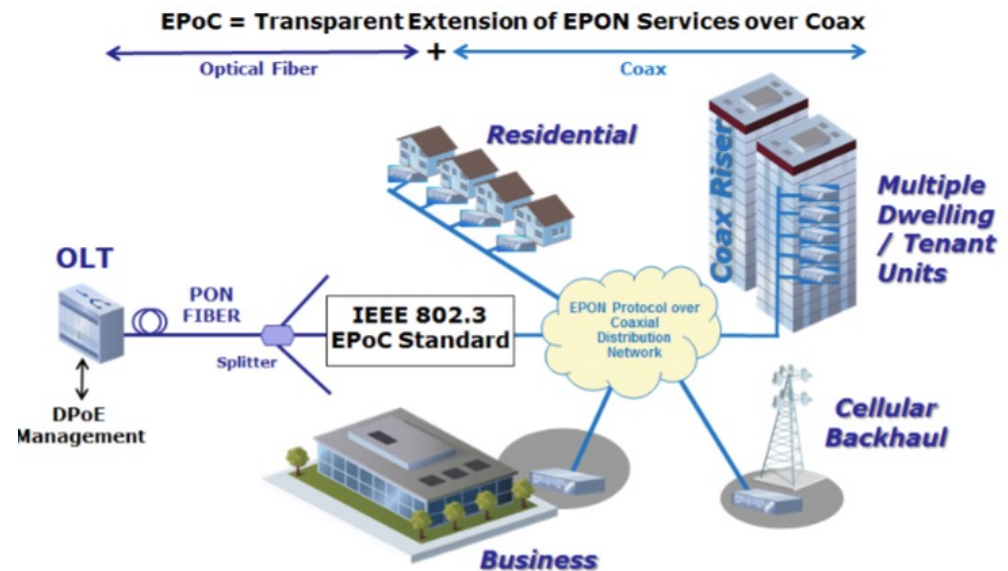 EPoC = Transparent Extension of EPON Services over Coax
Optical Fiber
+
Coax
Residential
Coax Riser
Multiple
Dwelling
/ Tenant
Units
OLT
PON
FIBER
Splitter
IEEE 802.3
EPoC Standard
EPON Protocol over
Coaxial
Distribution
Network
DPoE
Management
Cellular
Backhaul
Business